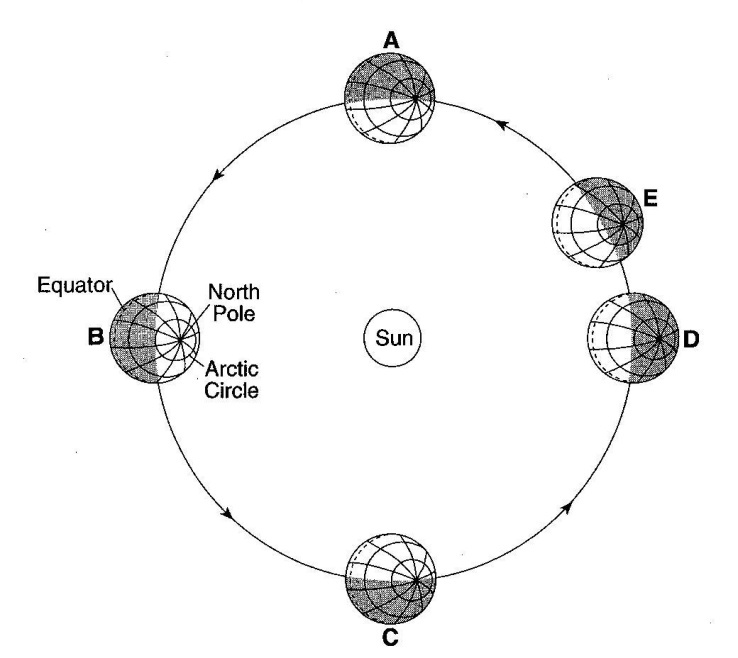 A
E
Equator
North
Pole
B
Sun
D
Arctic
Circle
C